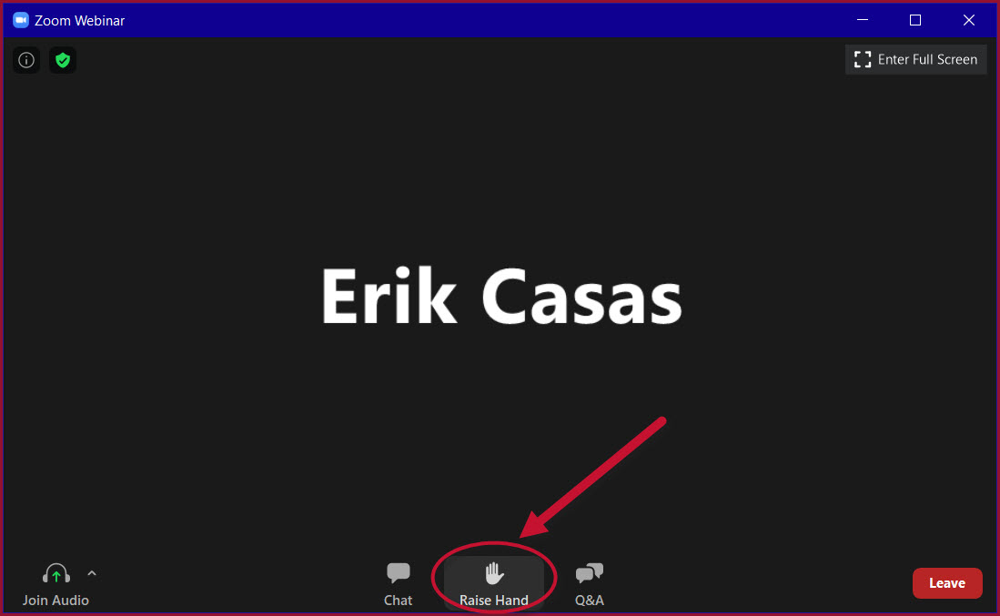 Zoom Webinar
Enter Full Screen
Erik Casas
Join Audio
Chat
Raise Hand
Q&A
Leave